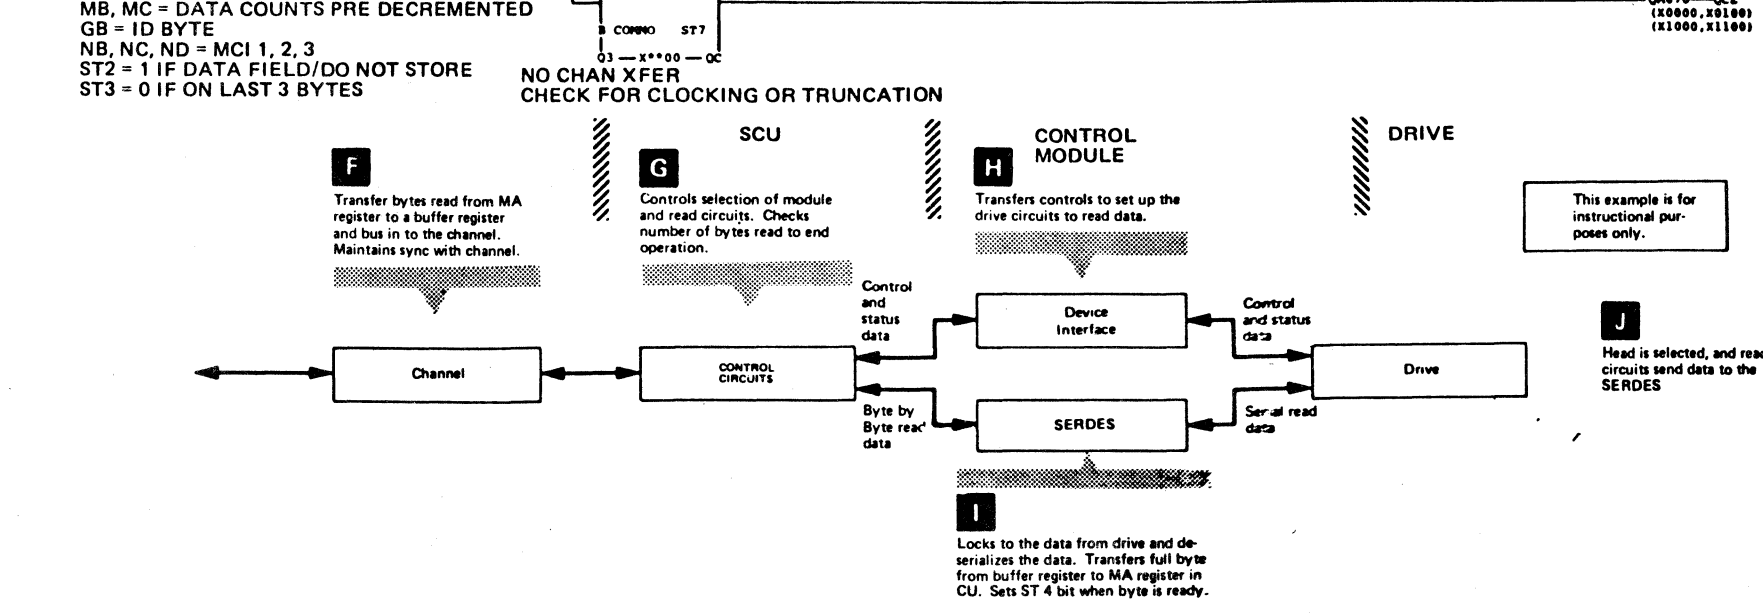 MB, MC = DATA COUNTS PRE DECREMENTED
GB = ID BYTE
NB, NC, ND = MCI 1, 2, 3
ST2 = 1 IF DATA FIELD/DO NOT STORE
ST3 = 0 IF ON LAST 3 BYTES
B COMNO ST7
Q3 — X**00 — QC
NO CHAN XFER
CHECK FOR CLOCKING OR TRUNCATION
(X0000,X0100)
(X1000,X1100)
SCU
CONTROL
MODULE
DRIVE
F
Transfer bytes read from MA
register to a buffer register
and bus in to the channel.
Maintains sync with channel.
G
Controls selection of module
and read circuits. Checks
number of bytes read to end
operation.
H
Transfers controls to set up the
drive circuits to read data.
This example is for
instructional pur-
poses only.
Control
and
status
data
Device
Interface
Control
and status
data
J
Head is selected, and read
circuits send data to the
SERDES
Channel
CONTROL
CIRCUITS
Drive
Byte by
Byte read
data
SERDES
Serial read
data
I
Locks to the data from drive and de-
serializes the data. Transfers full byte
from buffer register to MA register in
CU. Sets ST 4 bit when byte is ready.